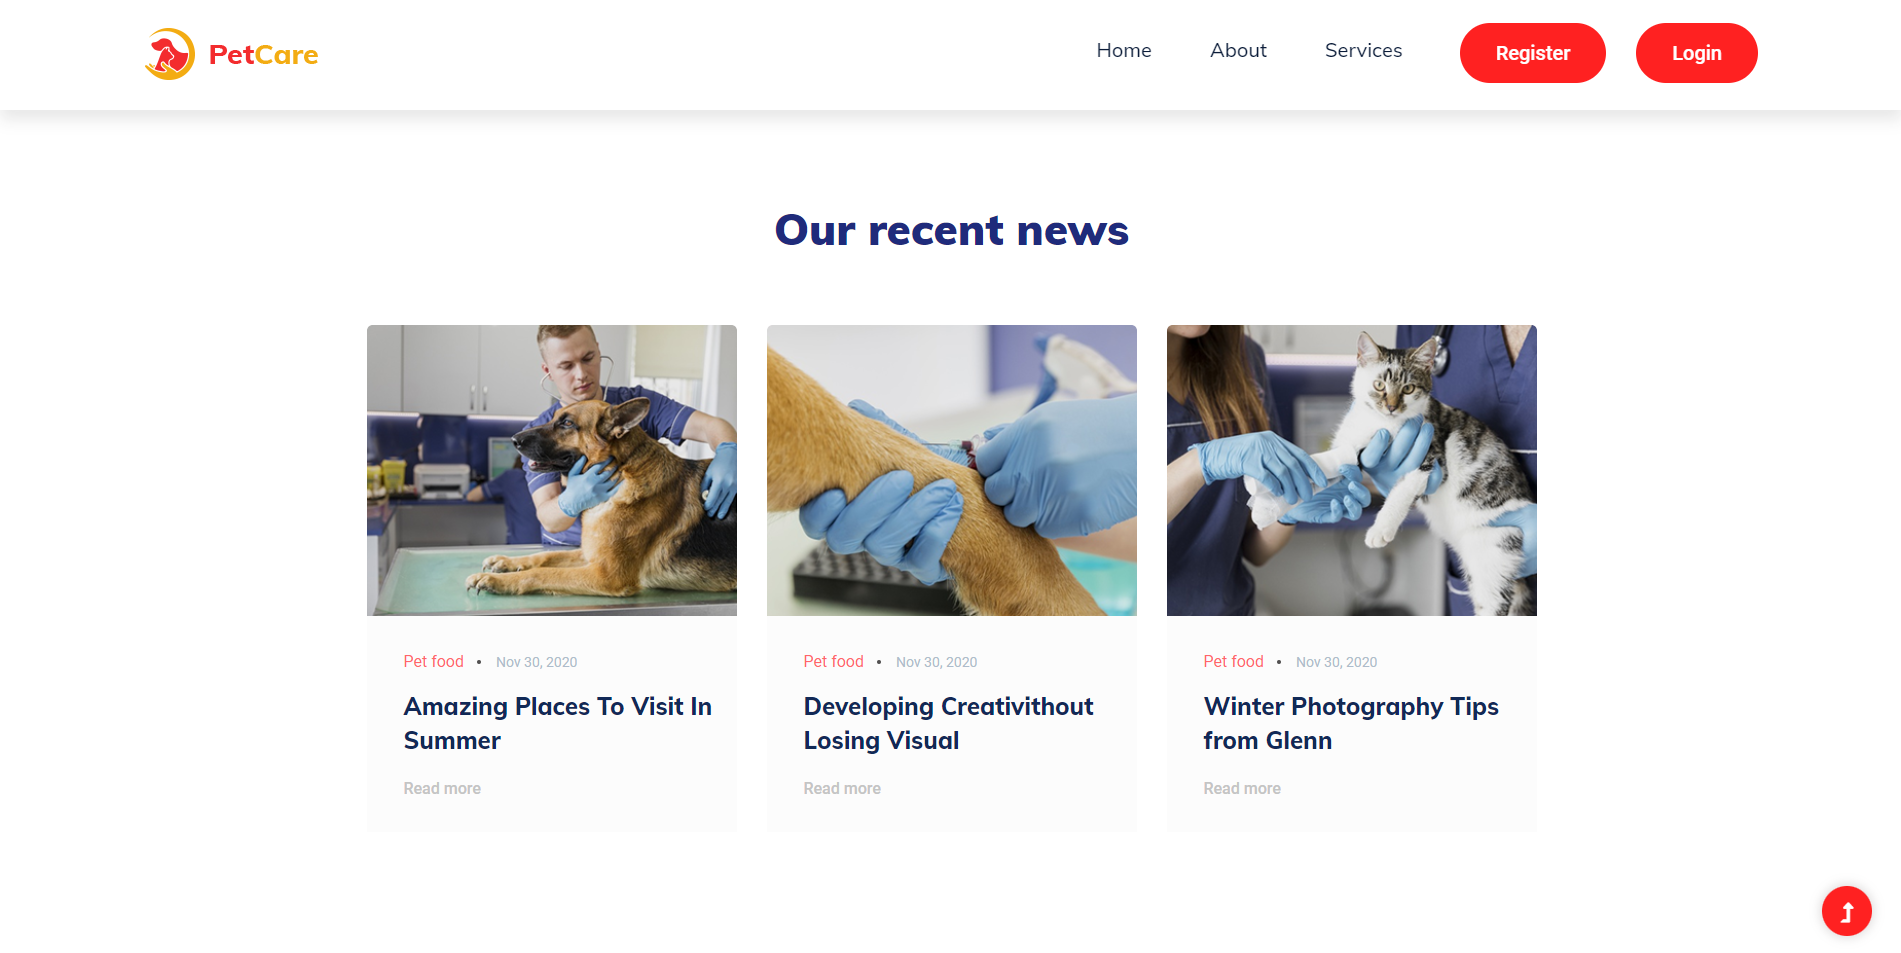 PetCare
Home About Services Register Login
Our recent news
Pet food • Nov 30, 2020
Amazing Places To Visit In
Summer
Read more
Pet food • Nov 30, 2020
Developing Creativithout
Losing Visual
Read more
Pet food • Nov 30, 2020
Winter Photography Tips
from Glenn
Read more